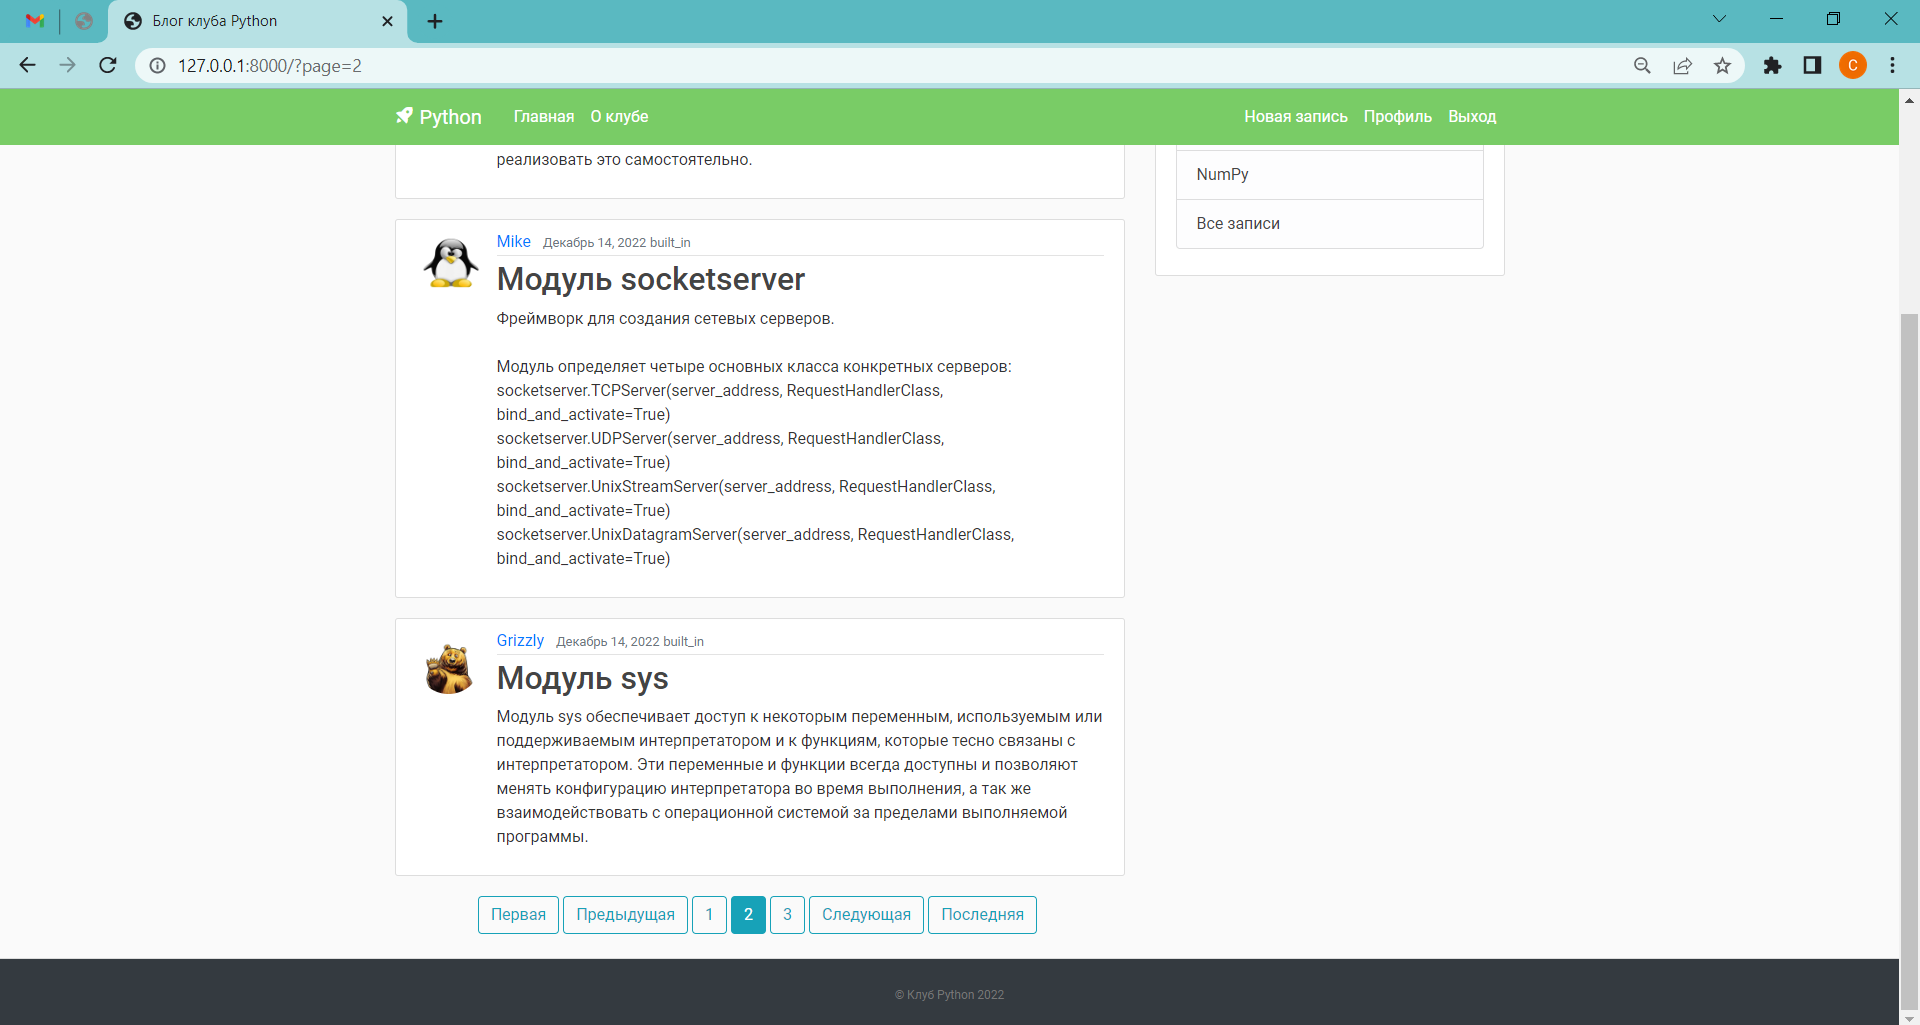 Блог клуба Python
127.0.0.1:8000/?page=2
C
Python
Главная
О клубе
Новая запись
Профиль
Выход
реализовать это самостоятельно.
NumPy
Все записи
Mike Декабрь 14, 2022 built_in
Модуль socketserver
Фреймворк для создания сетевых серверов.
Модуль определяет четыре основных класса конкретных серверов:
socketserver.TCPServer(server_address, RequestHandlerClass,
bind_and_activate=True)
socketserver.UDPServer(server_address, RequestHandlerClass,
bind_and_activate=True)
socketserver.UnixStreamServer(server_address, RequestHandlerClass,
bind_and_activate=True)
socketserver.UnixDatagramServer(server_address, RequestHandlerClass,
bind_and_activate=True)
Grizzly Декабрь 14, 2022 built_in
Модуль sys
Модуль sys обеспечивает доступ к некоторым переменным, используемым или
поддерживаемым интерпретатором и к функциям, которые тесно связаны с
интерпретатором. Эти переменные и функции всегда доступны и позволяют
менять конфигурацию интерпретатора во время выполнения, а так же
взаимодействовать с операционной системой за пределами выполняемой
программы.
Первая Предыдущая 1 2 3 Следующая Последняя
© Клуб Python 2022